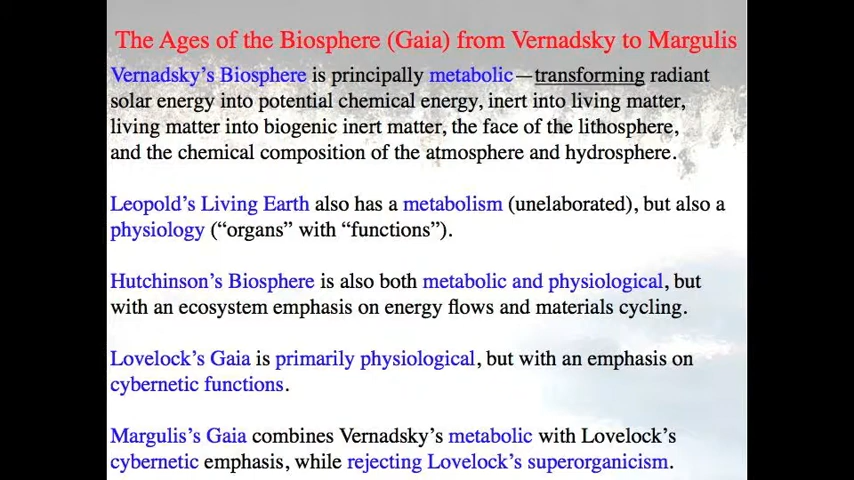 The Ages of the Biosphere (Gaia) from Vernadsky to Margulis
Vernadsky’s Biosphere is principally metabolic—transforming radiant
solar energy into potential chemical energy, inert into living matter,
living matter into biogenic inert matter, the face of the lithosphere,
and the chemical composition of the atmosphere and hydrosphere.
Leopold’s Living Earth also has a metabolism (unelaborated), but also a
physiology (“organs” with “functions”).
Hutchinson’s Biosphere is also both metabolic and physiological, but
with an ecosystem emphasis on energy flows and materials cycling.
Lovelock’s Gaia is primarily physiological, but with an emphasis on
cybernetic functions.
Margulis’s Gaia combines Vernadsky’s metabolic with Lovelock’s
cybernetic emphasis, while rejecting Lovelock’s superorganicism.